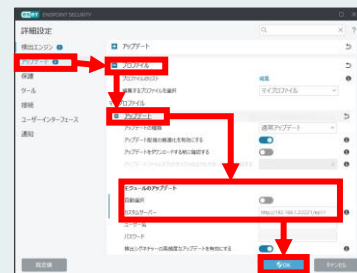 eset ENDPOINT SECURITY
詳細設定
検出エンジン
アップデート
保護
ツール
接続
ユーザーインターフェース
通知
アップデート
プロファイル
プロファイルのリスト
編集
編集するプロファイルを選択
マイプロファイル
マイプロファイル
アップデート
アップデートの種類
通常アップデート
アップデート配信の最適化を有効にする
アップデートをダウンロードする前に確認する
モジュールのアップデート
自動選択
カスタムサーバー
ユーザー名
パスワード
検出シグネチャーの高頻度なアップデートを有効にする
既定値
OK
キャンセル